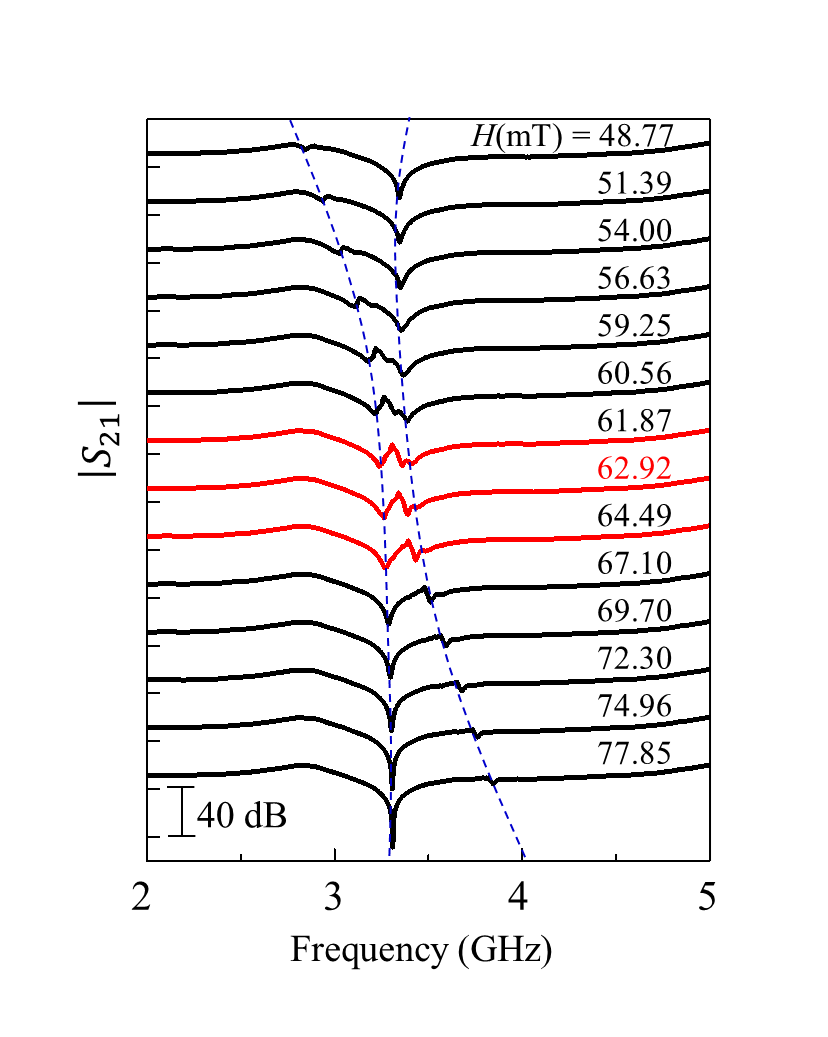 H(mT) = 48.77
51.39
54.00
56.63
59.25
60.56
61.87
62.92
64.49
67.10
69.70
72.30
74.96
77.85
|S21|
40 dB
2 3 4 5
Frequency (GHz)